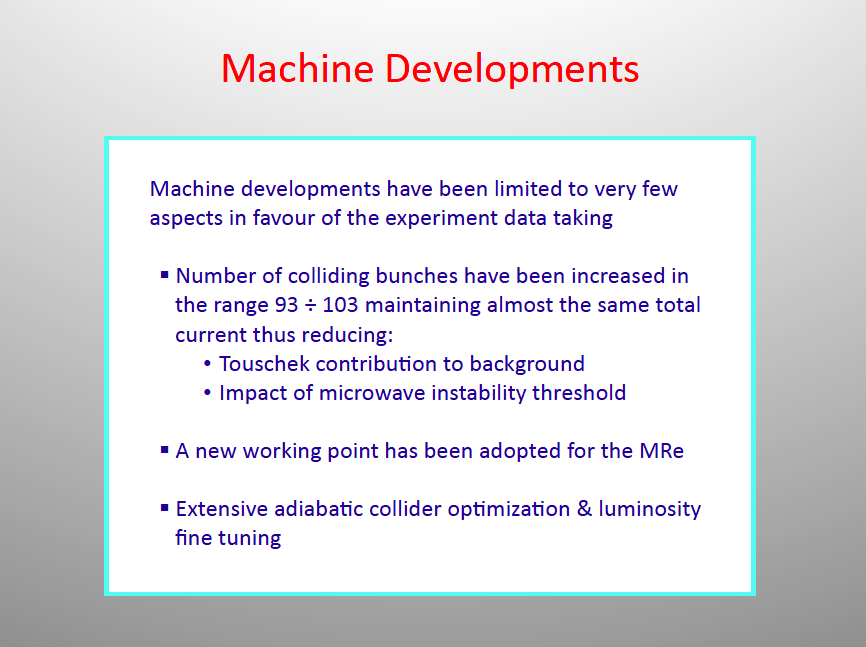 Machine Developments
Machine developments have been limited to very few
aspects in favour of the experiment data taking
▪ Number of colliding bunches have been increased in
the range 93 ÷ 103 maintaining almost the same total
current thus reducing:
• Touschek contribution to background
• Impact of microwave instability threshold
▪ A new working point has been adopted for the MRe
▪ Extensive adiabatic collider optimization & luminosity
fine tuning